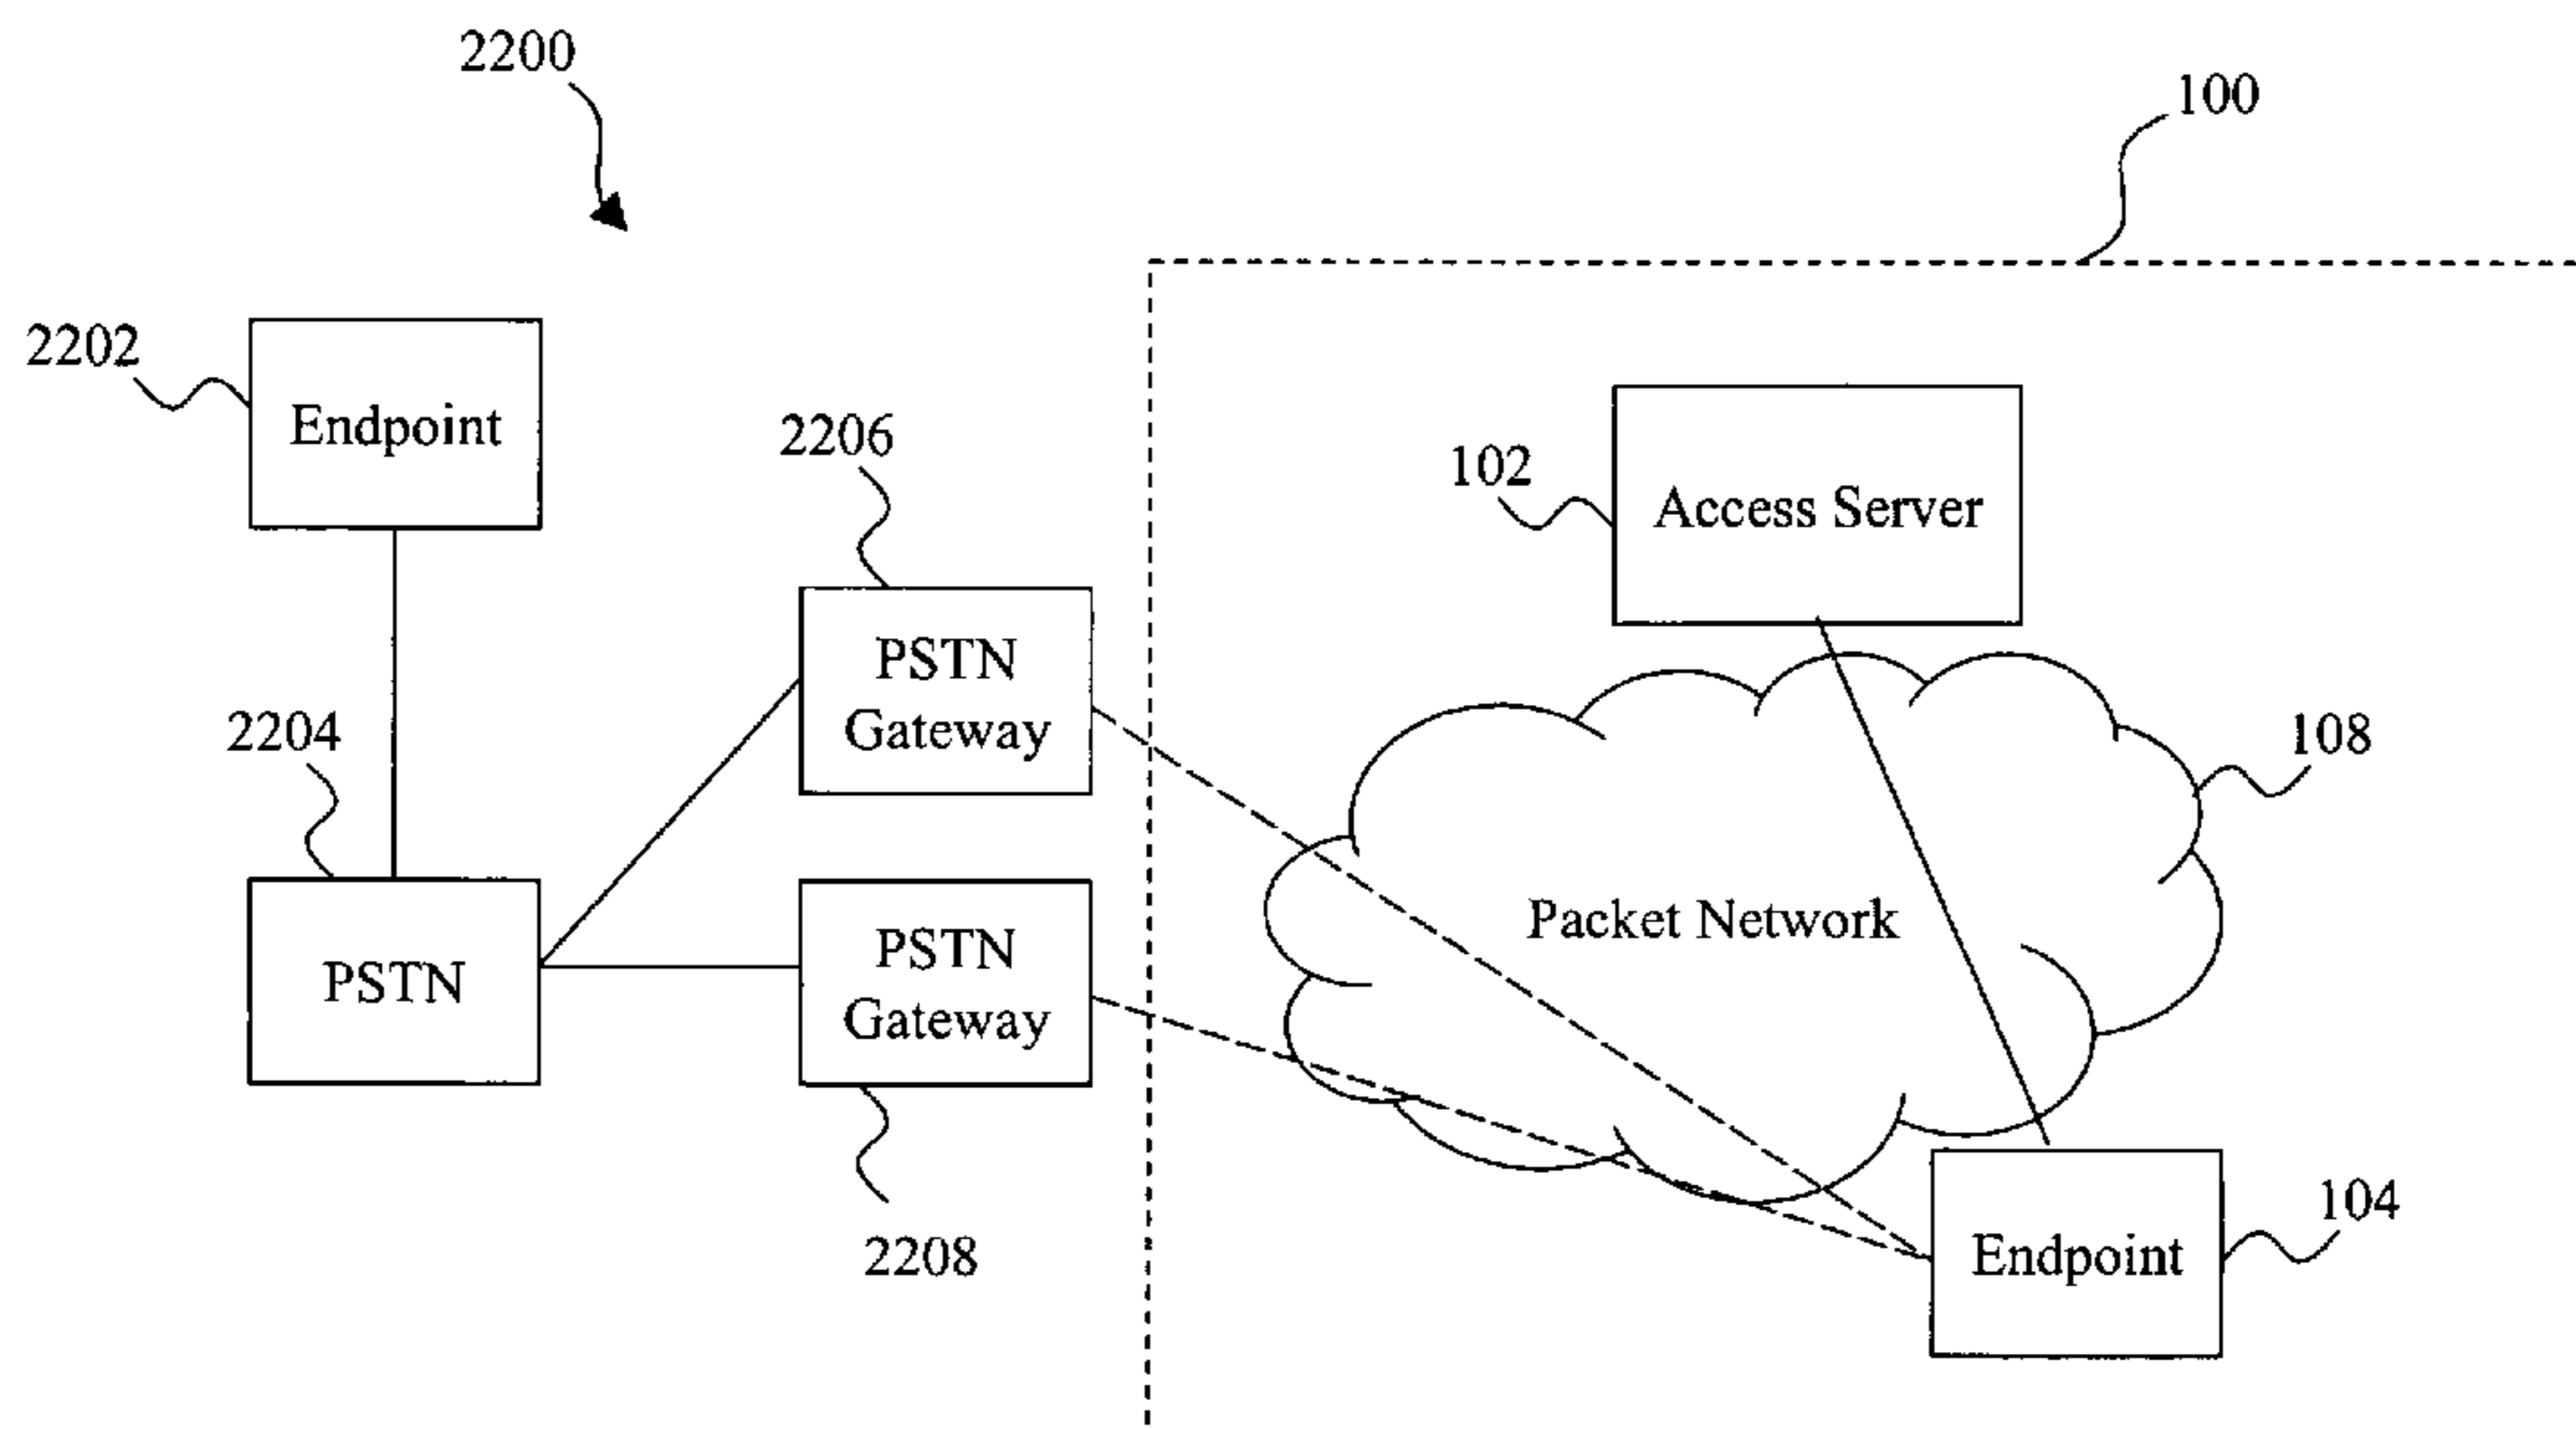 2200
100
2202
Endpoint
2206
102
Access Server
PSTN
Gateway
2204
108
PSTN
Gateway
Packet Network
PSTN
2208
104
Endpoint